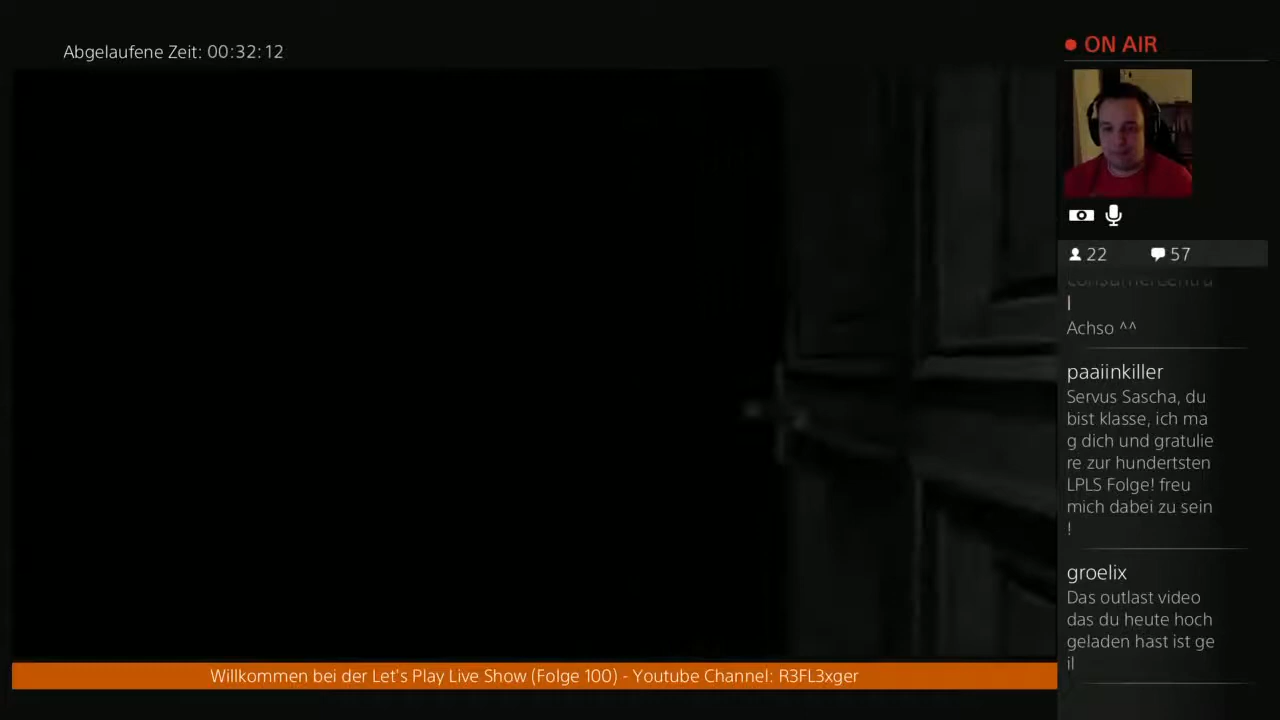 Abgelaufene Zeit: 00:32:12
ON AIR
22 57
l
Achso ^^
paaiinkiller
Servus Sascha, du
bist klasse, ich ma
g dich und gratulie
re zur hundertsten
LPLS Folge! freu
mich dabei zu sein
!
groelix
Das outlast video
das du heute hoch
geladen hast ist ge
il
Willkommen bei der Let's Play Live Show (Folge 100) - Youtube Channel: R3FL3xger